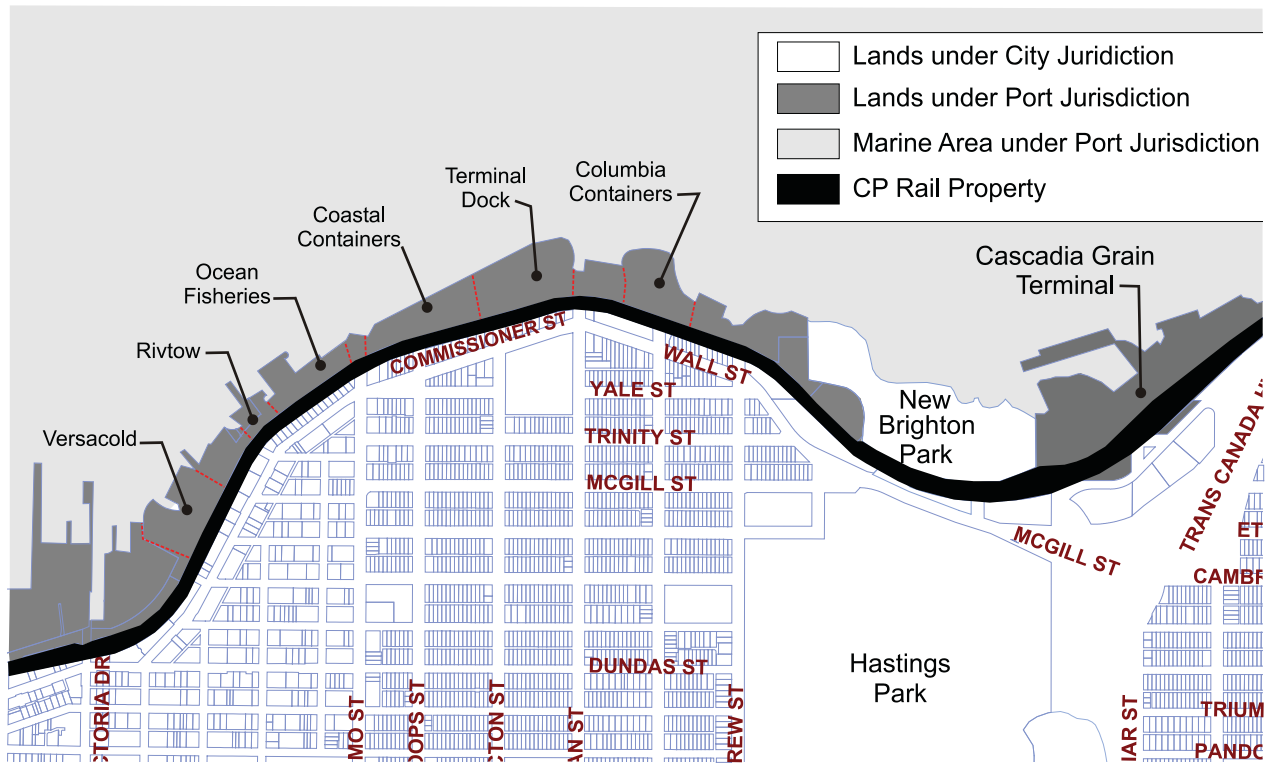 Lands under City Juridiction
Lands under Port Jurisdiction
Marine Area under Port Jurisdiction
CP Rail Property
Columbia
Containers
Terminal
Dock
Coastal
Containers
Ocean
Fisheries
Rivtow
Versacold
Cascadia Grain
Terminal
COMMISSIONER ST
WALL ST
YALE ST
TRINITY ST
MCGILL ST
New
Brighton
Park
MCGILL ST
TRANS CANADA H
ET
CAMBR
DUNDAS ST
Hastings
Park
CTORIA DR
MO ST
OOPS ST
CTON ST
AN ST
REW ST
IAR ST
TRIUM
PANDO